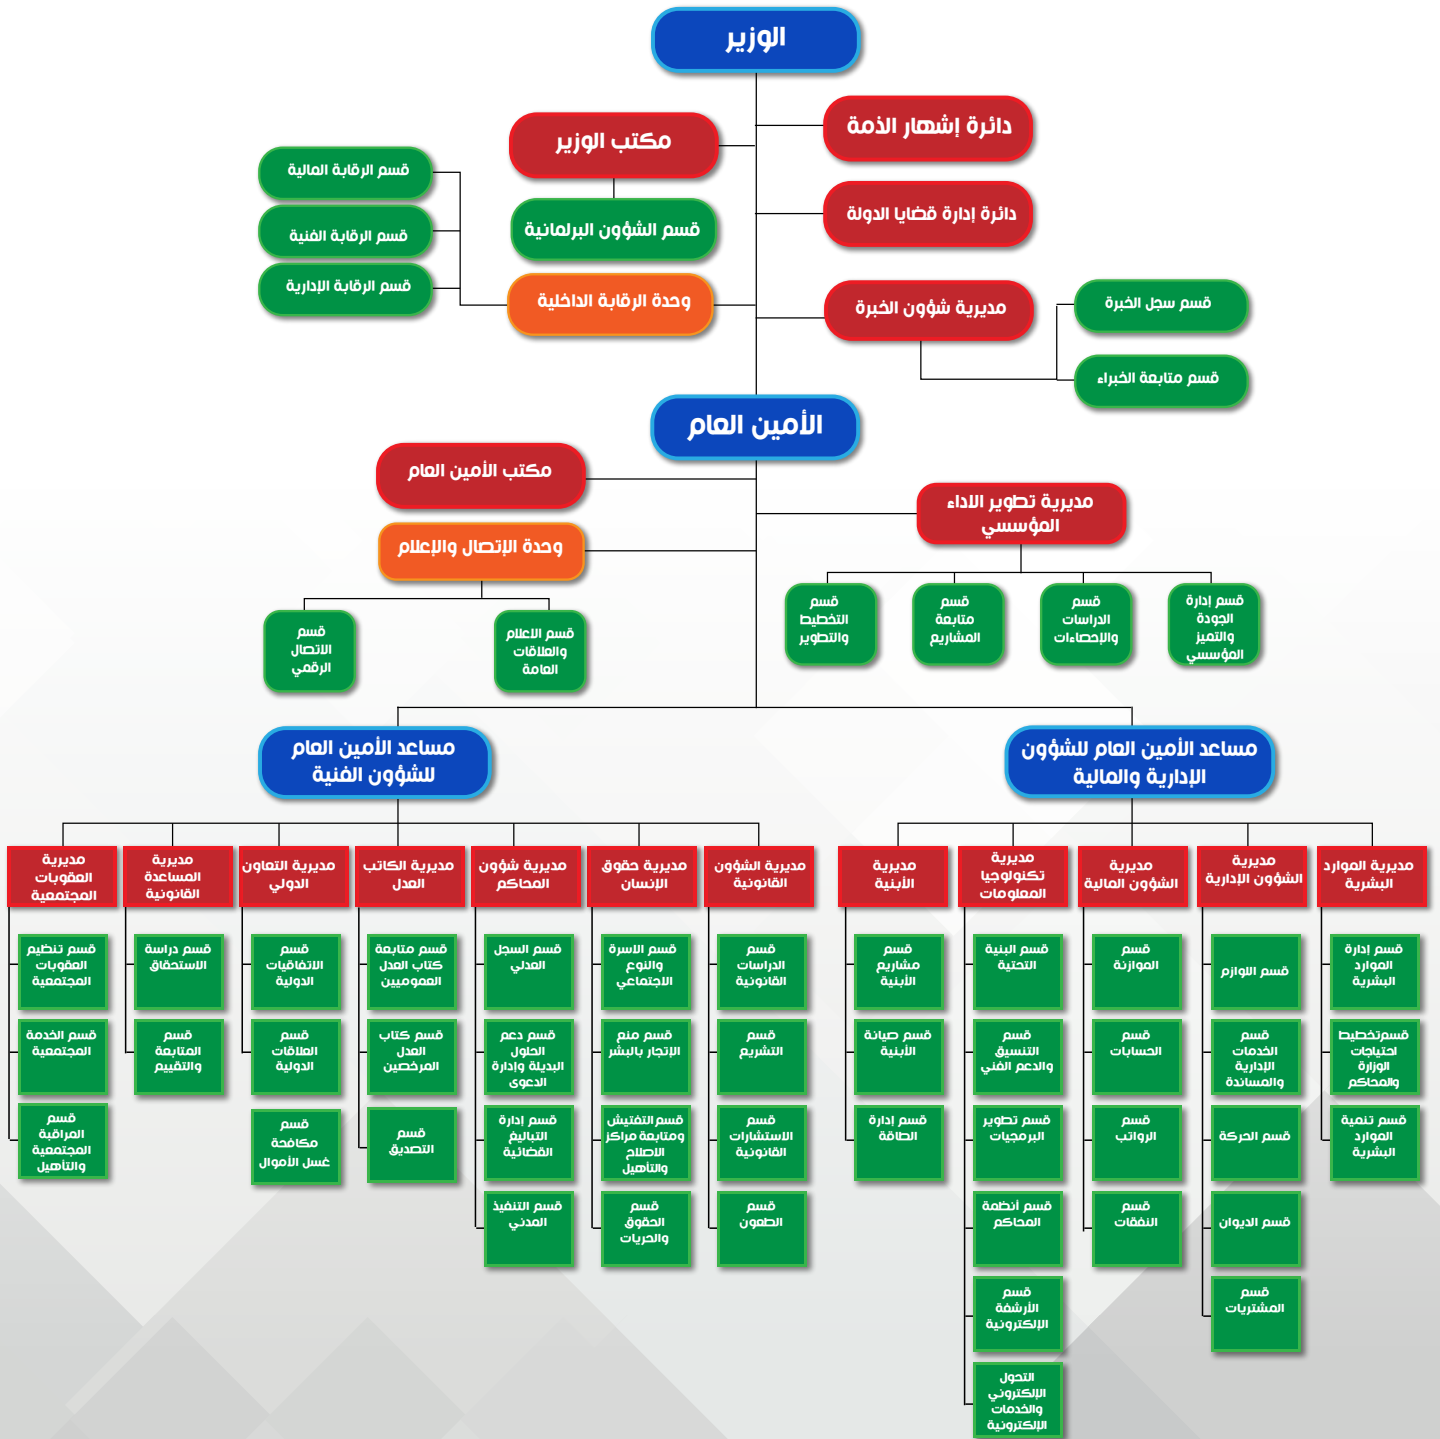 الوزير
دائرة إشهار الذمة
مكتب الوزير
قسم الرقابة المالية
دائرة إدارة قضايا الدولة
قسم الشؤون البرلمانية
قسم الرقابة الفنية
قسم الرقابة الإدارية
وحدة الرقابة الداخلية
مديرية شؤون الخبرة
قسم سجل الخبرة
قسم متابعة الخبراء
الأمين العام
مكتب الأمين العام
مديرية تطوير الاداء
المؤسسي
وحدة الإتصال والإعلام
قسم إدارة
الجودة
والتميز
المؤسسي
قسم
الدراسات
والإحصاءات
قسم
متابعة
المشاريع
قسم
التخطيط
والتطوير
قسم الاعلام
والعلاقات
العامة
قسم
الاتصال
الرقمي
مساعد الأمين العام للشؤون
الإدارية والمالية
مساعد الأمين العام
للشؤون الفنية
مديرية الموارد
البشرية
قسم إدارة
الموارد
البشرية
قسم تخطيط
احتياجات
الوزارة
والمحاكم
قسم تنمية
الموارد
البشرية
مديرية
الشؤون الإدارية
قسم اللوازم
قسم
الخدمات
الإدارية
والمساندة
قسم الحركة
قسم الديوان
قسم
المشتريات
مديرية
الشؤون المالية
قسم
الموازنة
قسم
الحسابات
قسم
الرواتب
قسم
النفقات
مديرية
تكنولوجيا
المعلومات
قسم البنية
التحتية
قسم
التنسيق
والدعم الفني
قسم تطوير
البرمجيات
قسم أنظمة
المحاكم
قسم
الأرشفة
الإلكترونية
التحول
الإلكتروني
والخدمات
الإلكترونية
مديرية
الأبنية
قسم
مشاريع
الأبنية
قسم صيانة
الأبنية
قسم إدارة
الطاقة
مديرية الشؤون
القانونية
قسم
الدراسات
القانونية
قسم
التشريع
قسم
الاستشارات
القانونية
قسم
الطعون
مديرية حقوق
الإنسان
قسم الاسرة
والنوع
الاجتماعي
قسم منع
الإتجار بالبشر
قسم التفتيش
ومتابعة مراكز
الاصلاح
والتأهيل
قسم
الحقوق
والحريات
مديرية شؤون
المحاكم
قسم السجل
العدلي
قسم دعم
الحلول
البديلة وإدارة
الدعوى
قسم إدارة
التباليغ
القضائية
قسم التنفيذ
المدني
مديرية الكاتب
العدل
قسم متابعة
كتاب العدل
العموميين
قسم كتاب
العدل
المرخصين
قسم
التصديق
مديرية التعاون
الدولي
قسم
الاتفاقيات
الدولية
قسم
العلاقات
الدولية
قسم
مكافحة
غسل الأموال
مديرية
المساعدة
القانونية
قسم دراسة
الاستحقاق
قسم
المتابعة
والتقييم
مديرية
العقوبات
المجتمعية
قسم تنظيم
العقوبات
المجتمعية
قسم الخدمة
المجتمعية
قسم
المراقبة
المجتمعية
والتأهيل